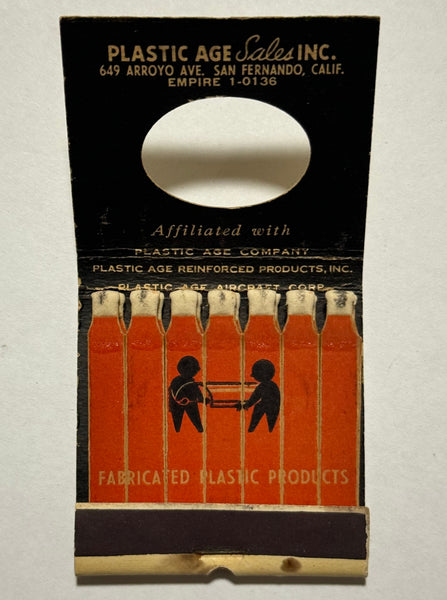 PLASTIC AGE Sales INC.
649 ARROYO AVE. SAN FERNANDO, CALIF.
EMPIRE 1-0136
Affiliated with
PLASTIC AGE COMPANY
PLASTIC AGE REINFORCED PRODUCTS, INC.
PLASTIC AGE AIRCRAFT CORP.
FABRICATED PLASTIC PRODUCTS